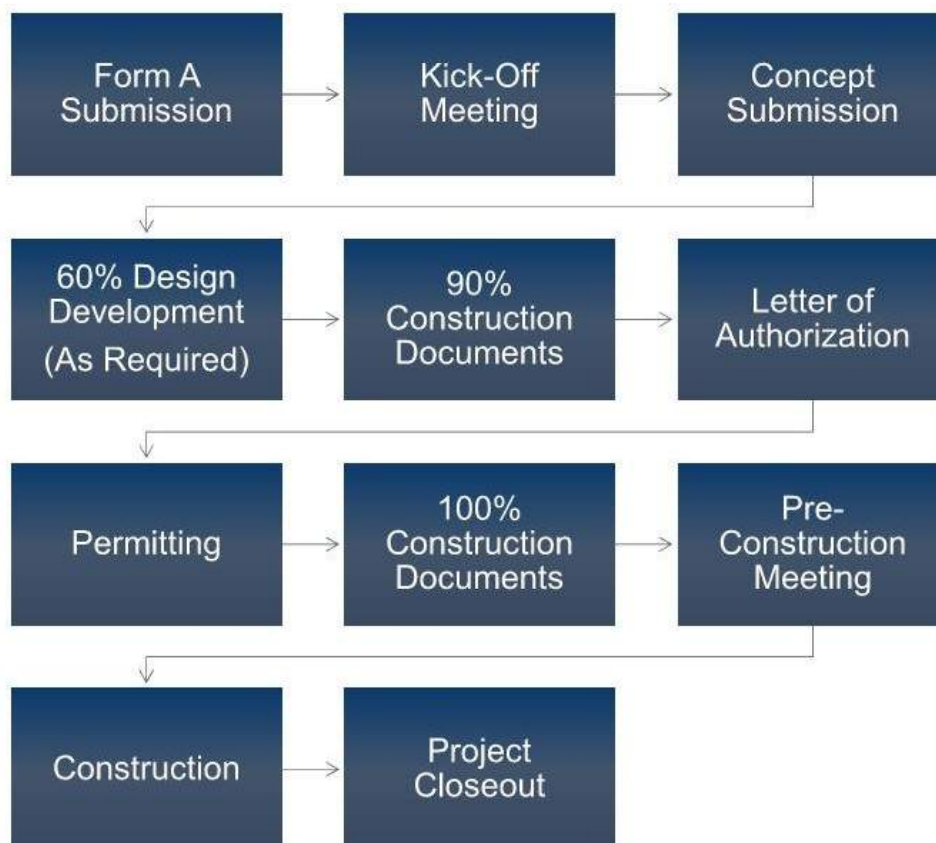 Form A
Submission
Kick-Off
Meeting
Concept
Submission
60% Design
Development
(As Required)
90%
Construction
Documents
Letter of
Authorization
Permitting
100%
Construction
Documents
Pre-
Construction
Meeting
Construction
Project
Closeout